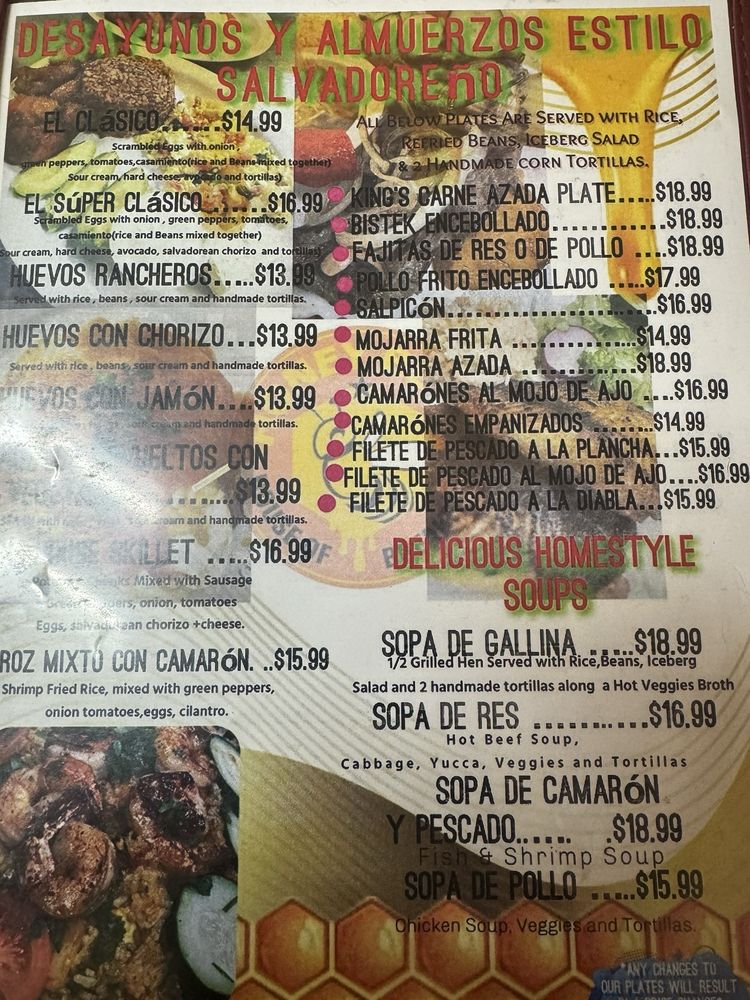 DESAYUNOS Y ALMUERZOS ESTILO
SALVADOREÑO
EL CLáSICO......$14.99
Scrambled Eggs with onion,
green peppers, tomatoes,casamiento(rice and Beans mixed together)
Sour cream, hard cheese, avocado and tortillas)
EL SúPER CLáSICO.......$16.99
Scrambled Eggs with onion , green peppers, tomatoes,
casamiento(rice and Beans mixed together)
Sour cream, hard cheese, avocado, salvadorean chorizo and tortillas)
HUEVOS RANCHEROS.....$13.99
Served with rice , beans , sour cream and handmade tortillas.
HUEVOS CON CHORIZO...$13.99
Served with rice , beans , sour cream and handmade tortillas.
HUEVOS CON JAMóN....$13.99
sour cream and handmade tortillas.
CON
..........$13.99
cream and handmade tortillas.
SKILLET .....$16.99
Mixed with Sausage
onion, tomatoes
Eggs, salvadorean chorizo +cheese.
ROZ MIXTO CON CAMARóN. ..$15.99
Shrimp Fried Rice, mixed with green peppers,
onion tomatoes,eggs, cilantro.
All Below Plates Are Served with Rice,
Refried Beans, Iceberg Salad
& 2 Handmade corn Tortillas.
KING'S CARNE AZADA PLATE.....$18.99
BISTEK ENCEBOLLADO..............$18.99
FAJITAS DE RES O DE POLLO ....$18.99
POLLO FRITO ENCEBOLLADO .....$17.99
SALPICóN.........................$16.99
MOJARRA FRITA ...............$14.99
MOJARRA AZADA ..............$18.99
CAMARóNES AL MOJO DE AJO ....$16.99
CAMARóNES EMPANIZADOS ........$14.99
FILETE DE PESCADO A LA PLANCHA...$15.99
FILETE DE PESCADO AL MOJO DE AJO....$16.99
FILETE DE PESCADO A LA DIABLA...$15.99
DELICIOUS HOMESTYLE
SOUPS
SOPA DE GALLINA .....$18.99
1/2 Grilled Hen Served with Rice,Beans, Iceberg
Salad and 2 handmade tortillas along a Hot Veggies Broth
SOPA DE RES ..........$16.99
Hot Beef Soup,
Cabbage, Yucca, Veggies and Tortillas
SOPA DE CAMARóN
Y PESCADO...... .$18.99
Fish & Shrimp Soup
SOPA DE POLLO .....$15.99
Chicken Soup, Veggies and Tortillas.
*ANY CHANGES TO
OUR PLATES WILL RESULT